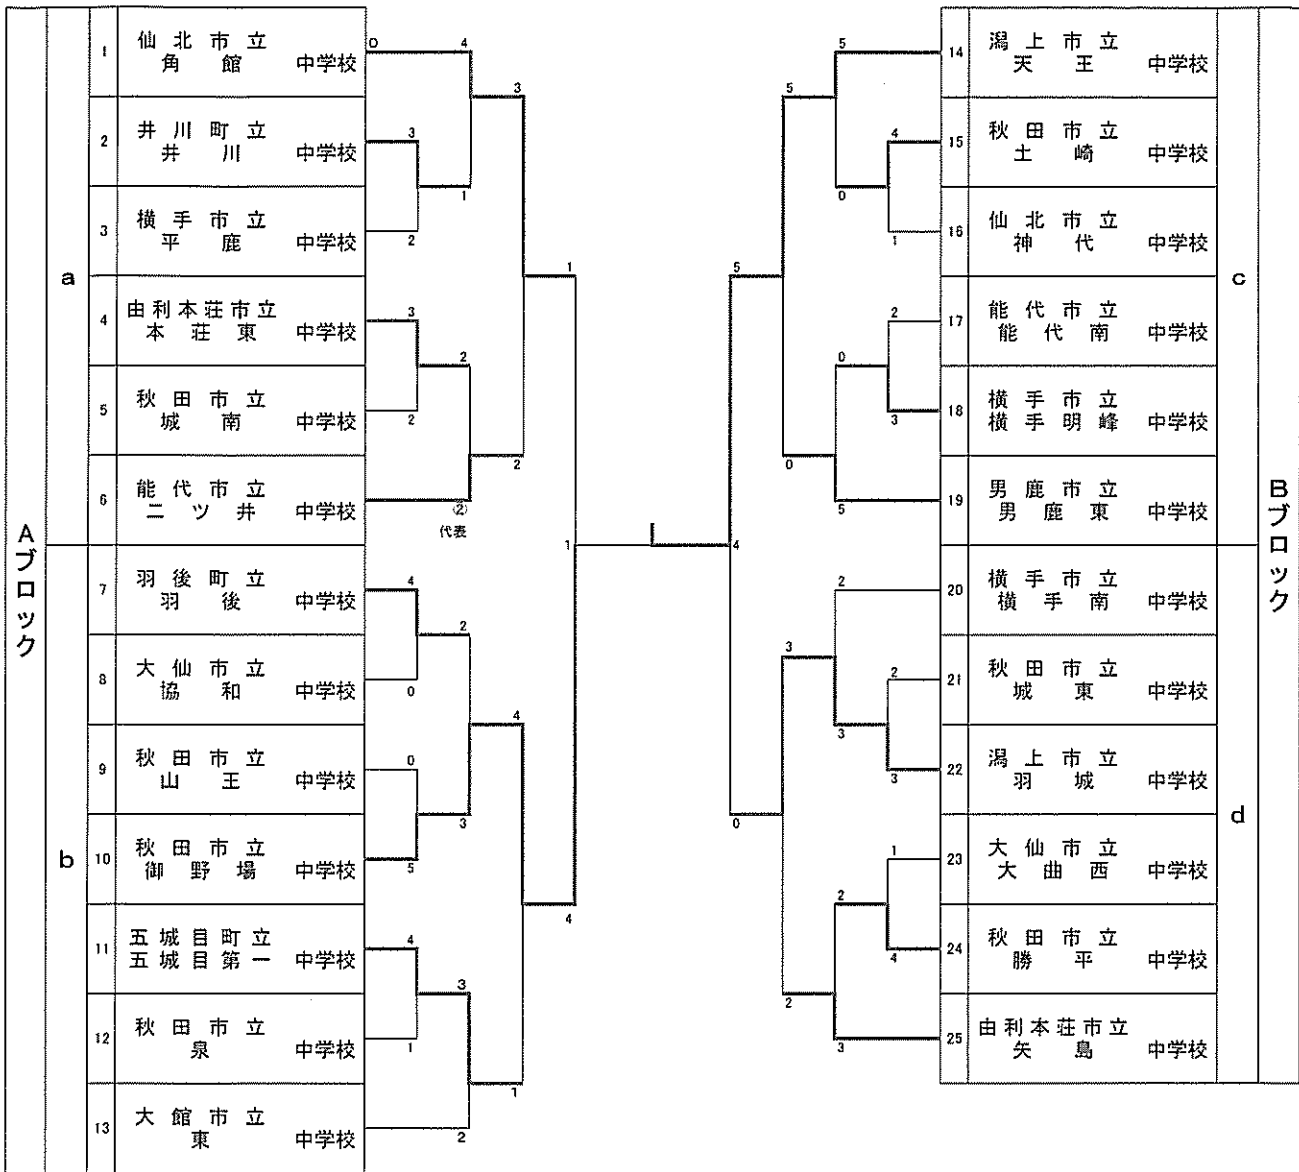 Aブロック
a
1 仙北市立
角館 中学校
2 井川町立
井川 中学校
3 横手市立
平鹿 中学校
4 由利本荘市立
本荘東 中学校
5 秋田市立
城南 中学校
6 能代市立
二ツ井 中学校
b
7 羽後町立
羽後 中学校
8 大仙市立
協和 中学校
9 秋田市立
山王 中学校
10 秋田市立
御野場 中学校
11 五城目町立
五城目第一 中学校
12 秋田市立
泉 中学校
13 大館市立
東 中学校
0 4
3
3
1
2
1
3
2
2
2
②
代表
1
4
2
0
4
0
3
5
4
4
3
1
1
2
5
5
4
0
1
5
2
0
3
0
5
4
2
3
2
3
3
0
1
2
4
2
3
Bブロック
c
14 潟上市立
天王 中学校
15 秋田市立
土崎 中学校
16 仙北市立
神代 中学校
17 能代市立
能代南 中学校
18 横手市立
横手明峰 中学校
19 男鹿市立
男鹿東 中学校
d
20 横手市立
横手南 中学校
21 秋田市立
城東 中学校
22 潟上市立
羽城 中学校
23 大仙市立
大曲西 中学校
24 秋田市立
勝平 中学校
25 由利本荘市立
矢島 中学校